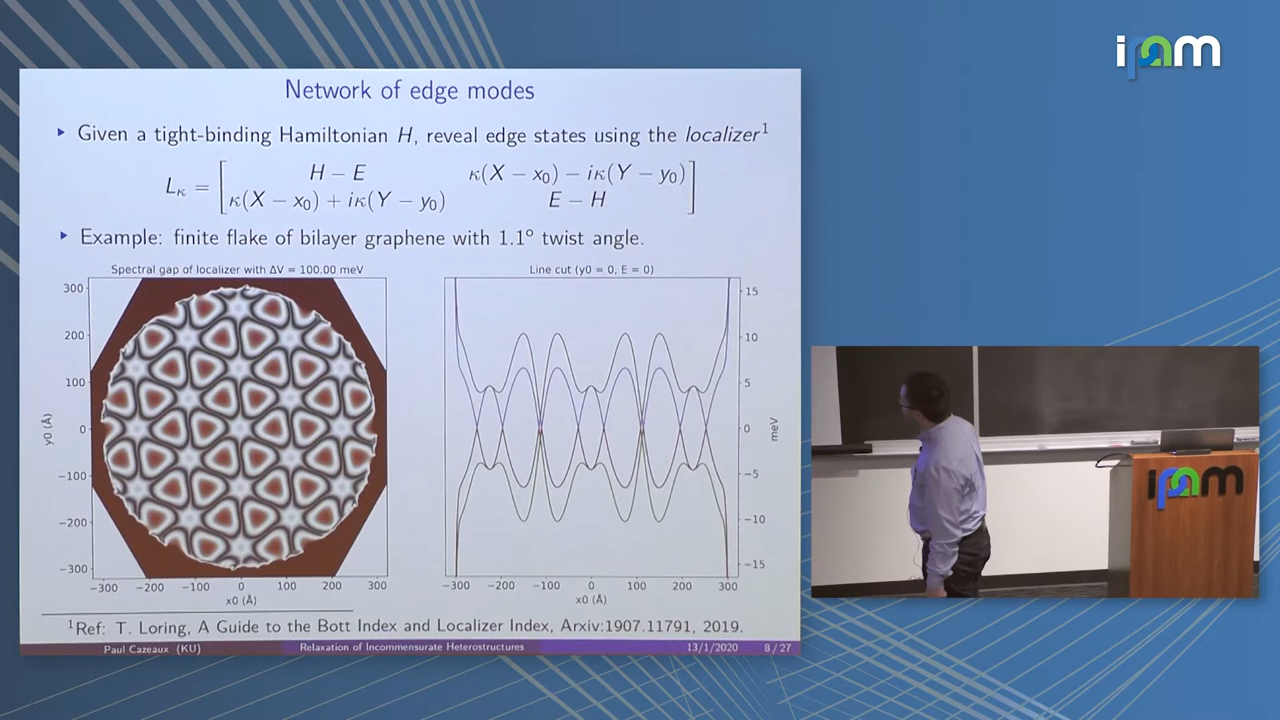 ipam
Network of edge modes
Given a tight-binding Hamiltonian H, reveal edge states using the localizer¹
Lκ = [ H − E   κ(X − x₀) − iκ(Y − y₀)
κ(X − x₀) + iκ(Y − y₀)   E − H ]
Example: finite flake of bilayer graphene with 1.1° twist angle.
Spectral gap of localizer with ΔV = 100.00 meV
300
200
100
0
−100
−200
−300
y0 (Å)
−300 −200 −100 0 100 200 300
x0 (Å)
Line cut (y0 = 0, E = 0)
15
10
5
0
−5
−10
−15
meV
−300 −200 −100 0 100 200 300
x0 (Å)
¹Ref: T. Loring, A Guide to the Bott Index and Localizer Index, Arxiv:1907.11791, 2019.
Paul Cazeaux (KU) Relaxation of Incommensurate Heterostructures 13/1/2020 8 / 27
ipam